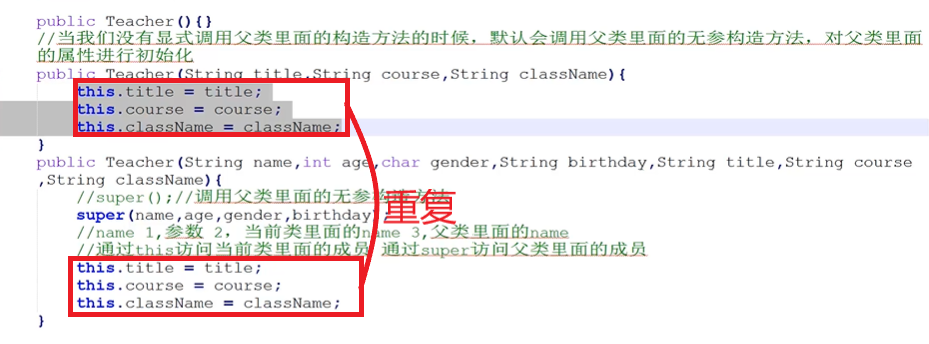 public Teacher(){}
//当我们没有显式调用父类里面的构造方法的时候，默认会调用父类里面的无参构造方法，对父类里面
的属性进行初始化
public Teacher(String title,String course,String className){
this.title = title;
this.course = course;
this.className = className;
}
public Teacher(String name,int age,char gender,String birthday,String title,String course
,String className){
//super();//调用父类里面的无参构造方法
super(name,age,gender,birthday);
重复
//name 1,参数 2，当前类里面的name 3,父类里面的name
//通过this访问当前类里面的成员 通过super访问父类里面的成员
this.title = title;
this.course = course;
this.className = className;
}